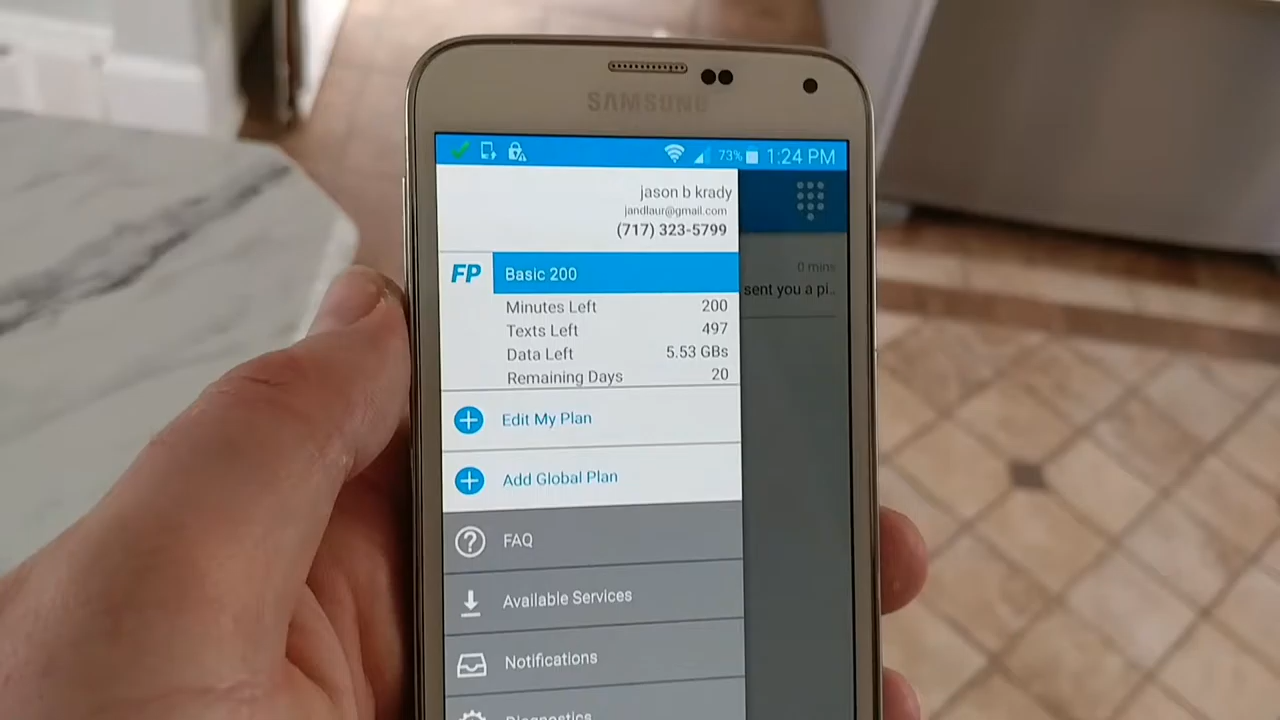 SAMSUNG
73% 1:24 PM
jason b krady
jandlaur@gmail.com
(717) 323-5799
FP Basic 200
0 mins
Minutes Left 200
sent you a pi..
Texts Left 497
Data Left 5.53 GBs
Remaining Days 20
Edit My Plan
Add Global Plan
FAQ
Available Services
Notifications
Diagnostics